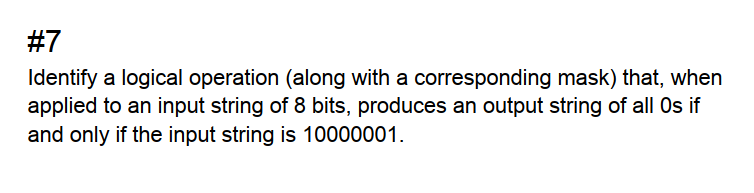 #7
Identify a logical operation (along with a corresponding mask) that, when
applied to an input string of 8 bits, produces an output string of all 0s if
and only if the input string is 10000001.